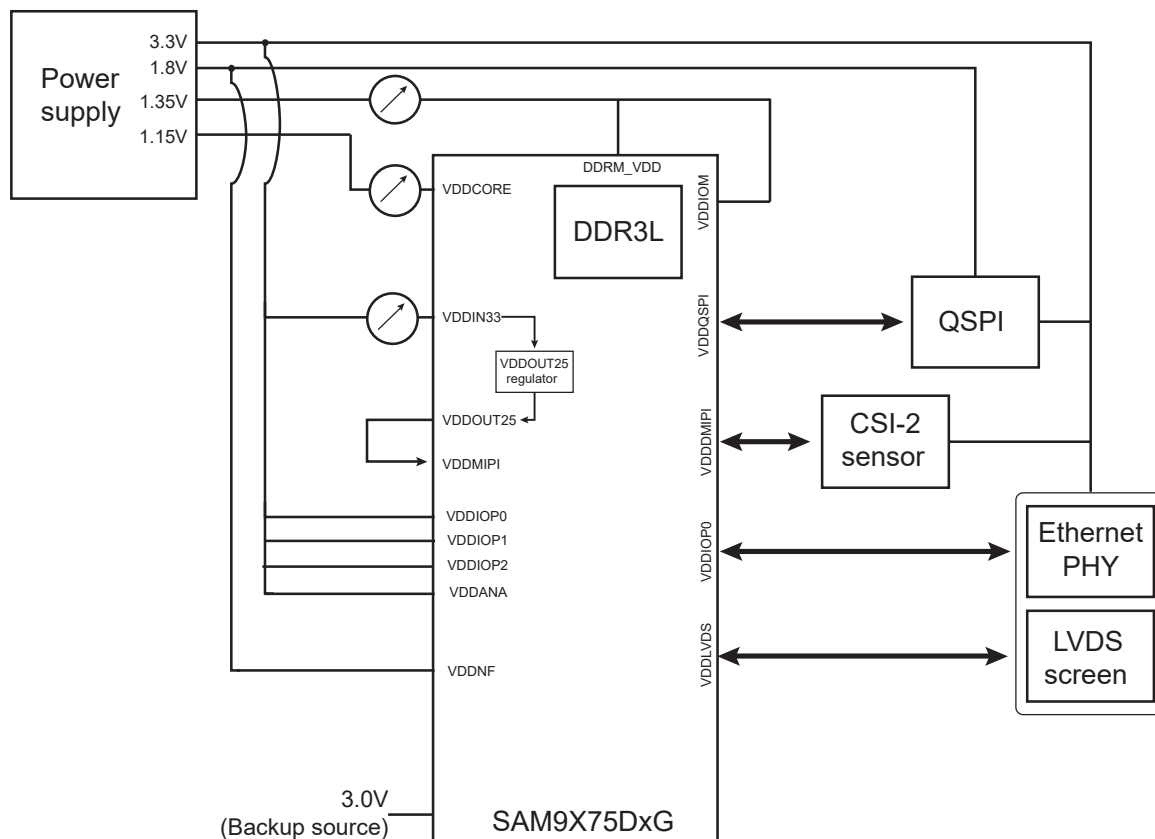 Power
supply
3.3V
1.8V
1.35V
1.15V
DDRM_VDD
DDR3L
VDDCORE
VDDIN33
VDDOUT25
regulator
VDDOUT25
VDDMIPI
VDDIOP0
VDDIOP1
VDDIOP2
VDDANA
VDDNF
3.0V
(Backup source)
SAM9X75DxG
VDDIOM
VDDQSPI
VDDDMIPI
VDDIOP0
VDDLVDS
QSPI
CSI-2
sensor
Ethernet
PHY
LVDS
screen